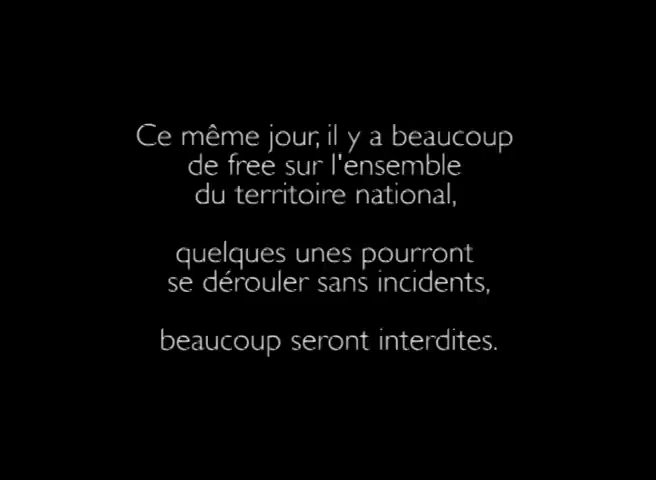 Ce même jour, il y a beaucoup
de free sur l'ensemble
du territoire national,
quelques unes pourront
se dérouler sans incidents,
beaucoup seront interdites.